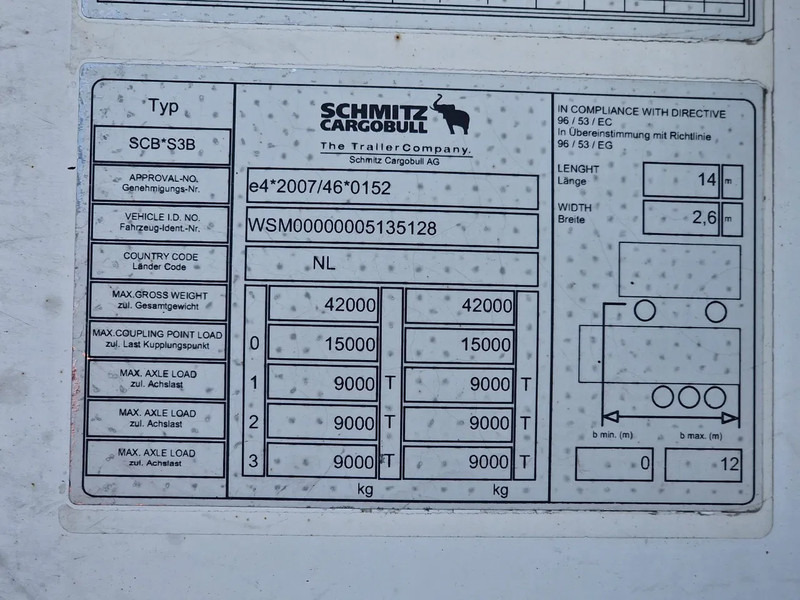 Typ
SCB*S3B
SCHMITZ
CARGOBULL
The TrailerCompany.
Schmitz Cargobull AG
APPROVAL-NO.
Genehmigungs-Nr.
e4*2007/46*0152
VEHICLE I.D. NO.
Fahrzeug-Ident.-Nr.
WSM00000005135128
COUNTRY CODE
Länder Code
NL
MAX.GROSS WEIGHT
zul. Gesamtgewicht
1 42000 42000
MAX.COUPLING POINT LOAD
zul. Last Kupplungspunkt
0 15000 15000
MAX. AXLE LOAD
zul. Achslast
1 9000 T 9000 T
MAX. AXLE LOAD
zul. Achslast
2 9000 T 9000 T
MAX. AXLE LOAD
zul. Achslast
3 9000 T 9000 T
kg kg
IN COMPLIANCE WITH DIRECTIVE
96 / 53 / EC
In Übereinstimmung mit Richtlinie
96 / 53 / EG
LENGHT
Länge
14 m
WIDTH
Breite
2,6 m
b min. (m) b max. (m)
0 12